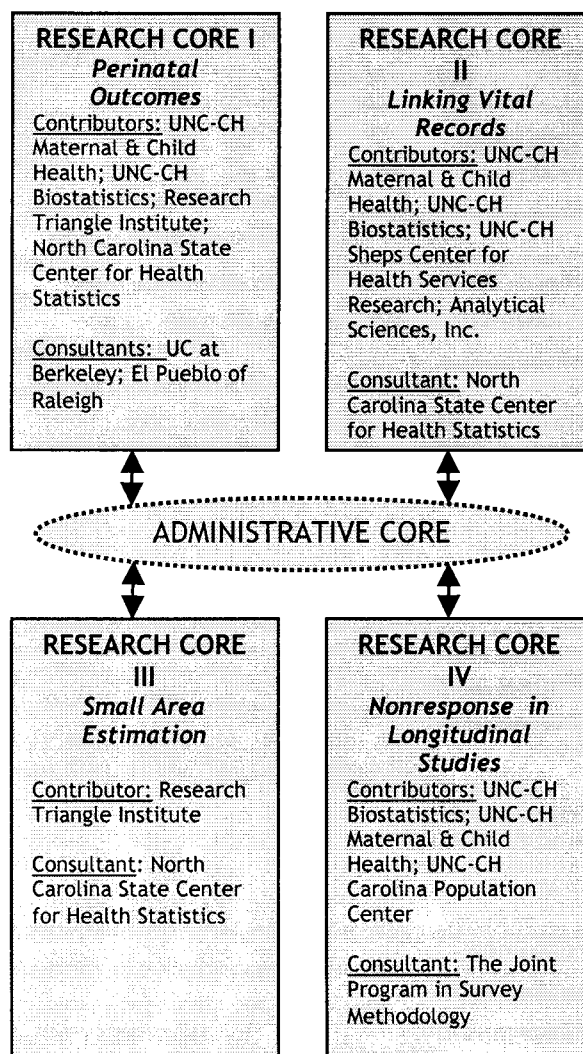 RESEARCH CORE I
Perinatal
Outcomes
Contributors: UNC-CH
Maternal & Child
Health; UNC-CH
Biostatistics; Research
Triangle Institute;
North Carolina State
Center for Health
Statistics
Consultants: UC at
Berkeley; El Pueblo of
Raleigh
RESEARCH CORE
II
Linking Vital
Records
Contributors: UNC-CH
Maternal & Child
Health; UNC-CH
Biostatistics; UNC-CH
Sheps Center for
Health Services
Research; Analytical
Sciences, Inc.
Consultant: North
Carolina State Center
for Health Statistics
ADMINISTRATIVE CORE
RESEARCH CORE
III
Small Area
Estimation
Contributor: Research
Triangle Institute
Consultant: North
Carolina State Center
for Health Statistics
RESEARCH CORE
IV
Nonresponse in
Longitudinal
Studies
Contributors: UNC-CH
Biostatistics; UNC-CH
Maternal & Child
Health; UNC-CH
Carolina Population
Center
Consultant: The Joint
Program in Survey
Methodology